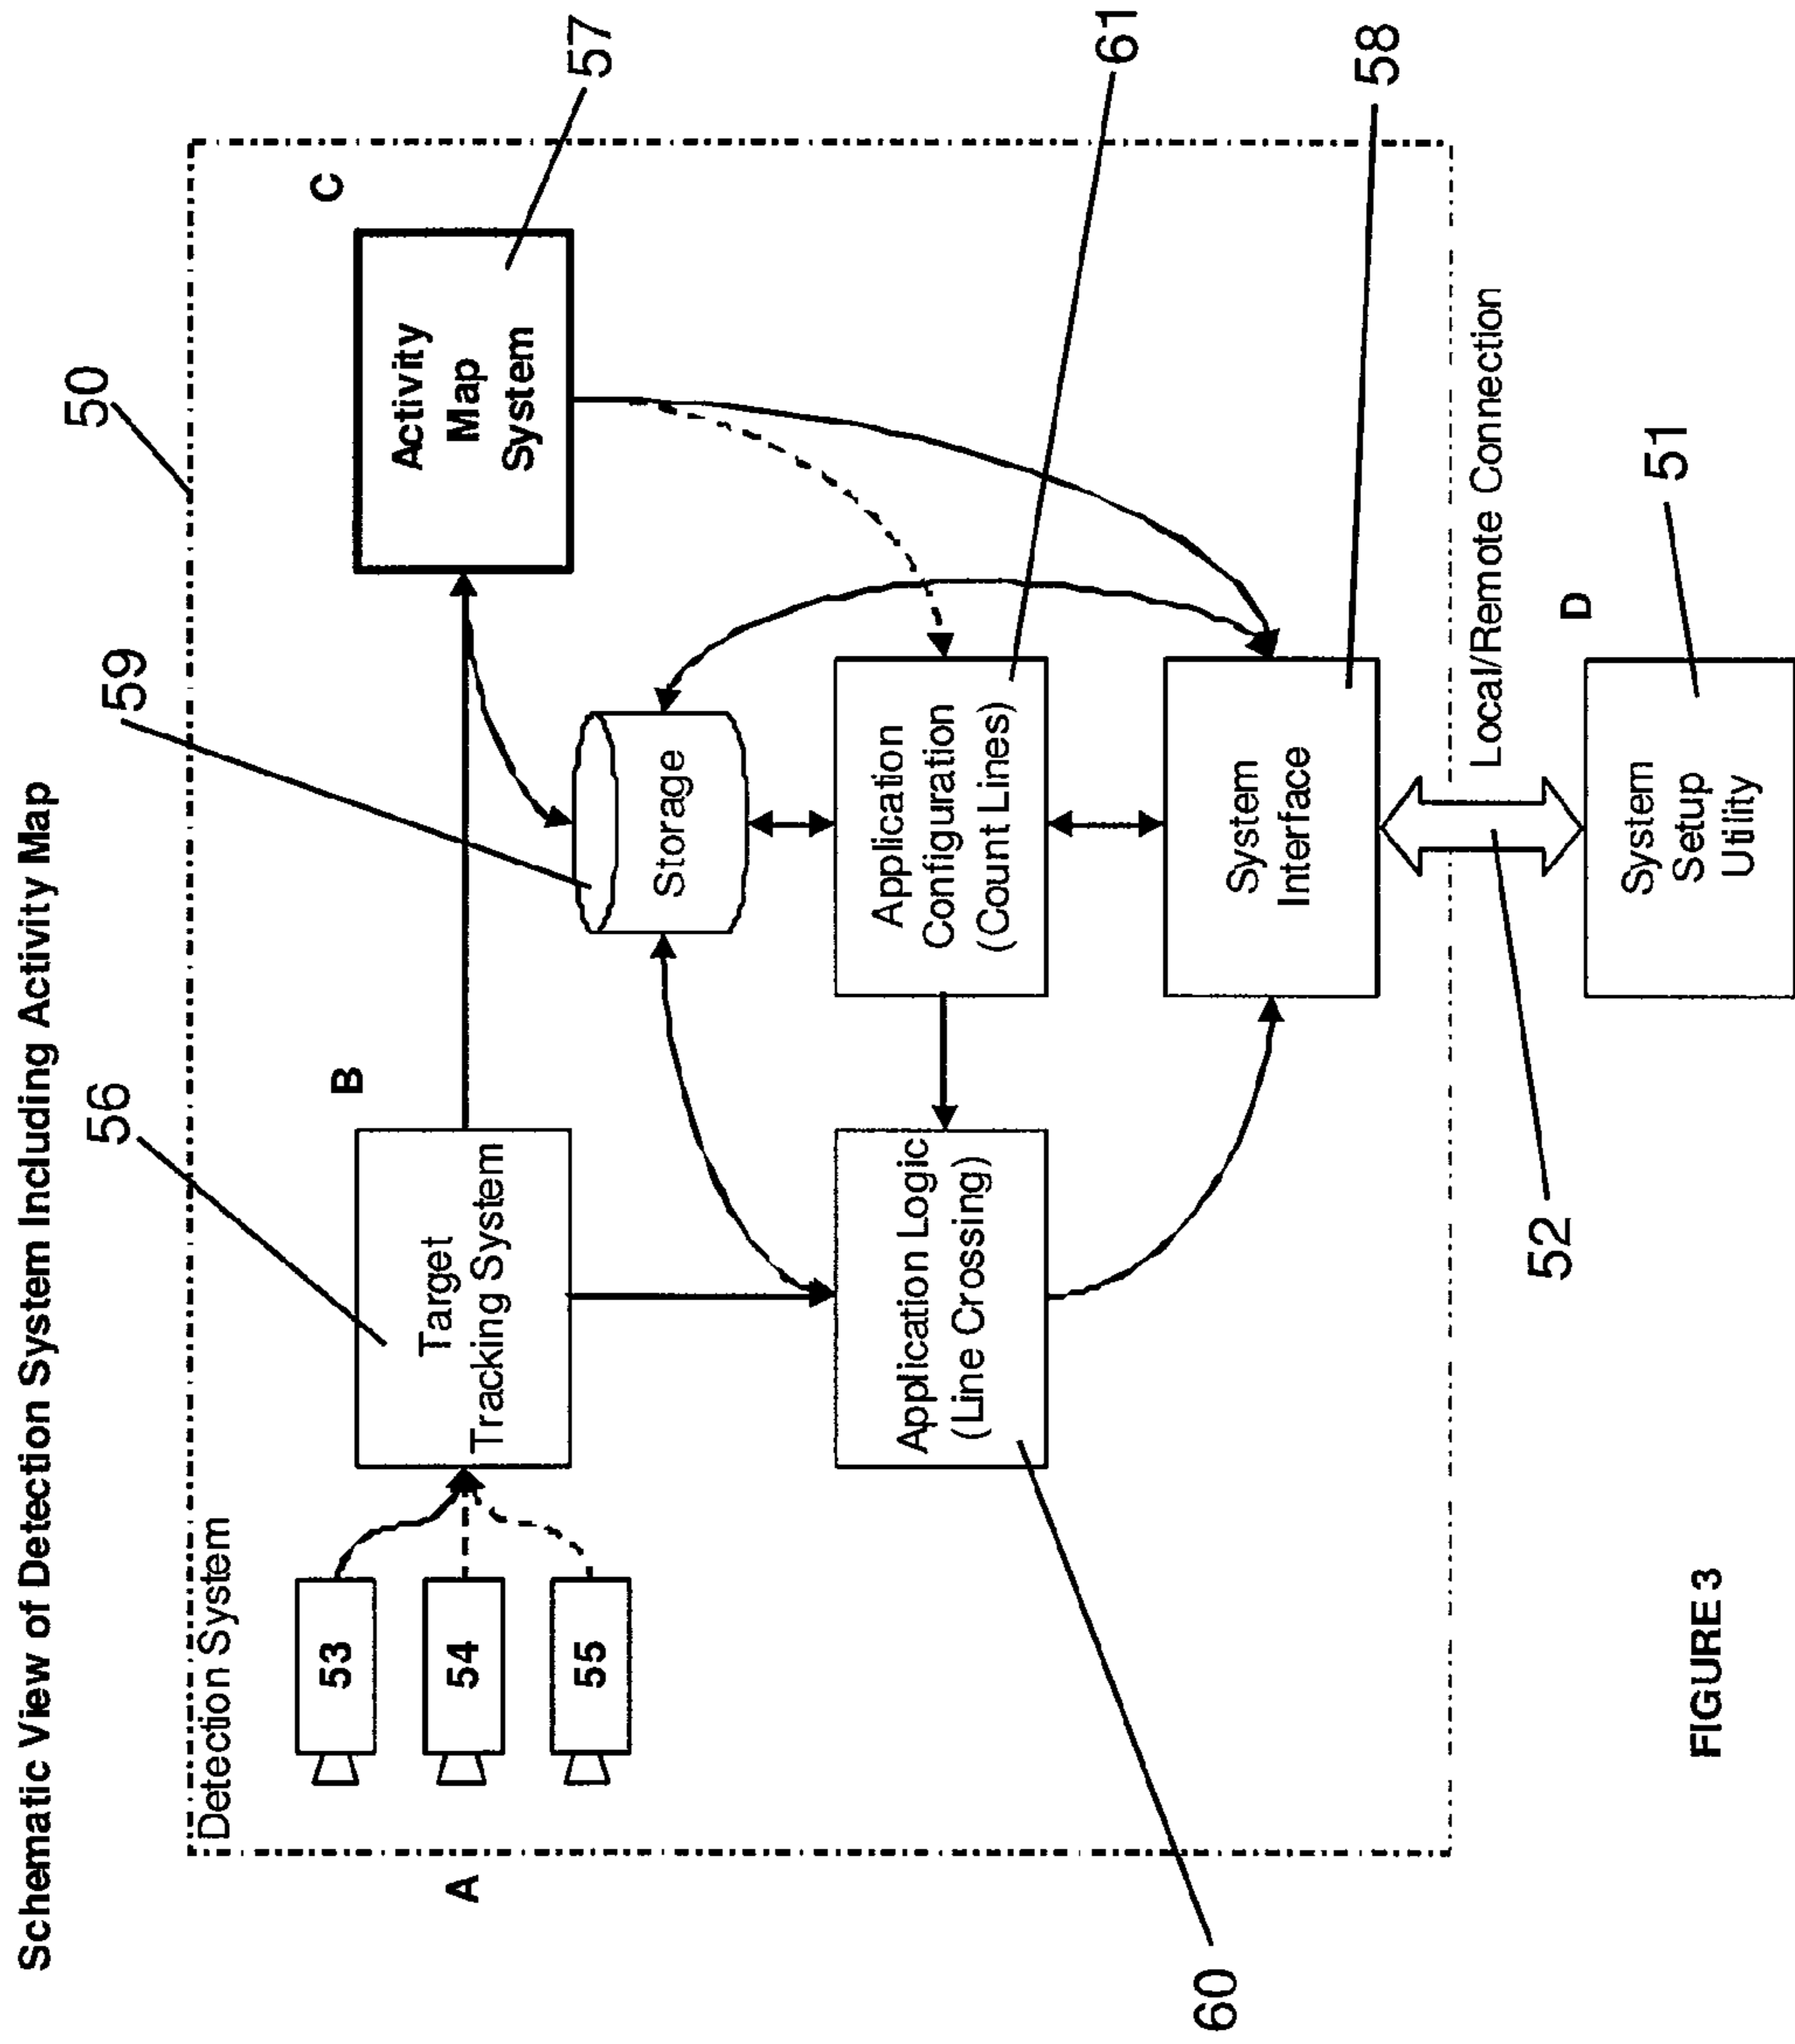 Schematic View of Detection System Including Activity Map
50
59
56
57
Detection System
B
C
53
54
55
A
Target
Tracking System
Activity
Map
System
Storage
61
Application Logic
(Line Crossing)
Application
Configuration
(Count Lines)
58
System
Interface
60
Local/Remote Connection
52
D
51
System
Setup
Utility
FIGURE 3